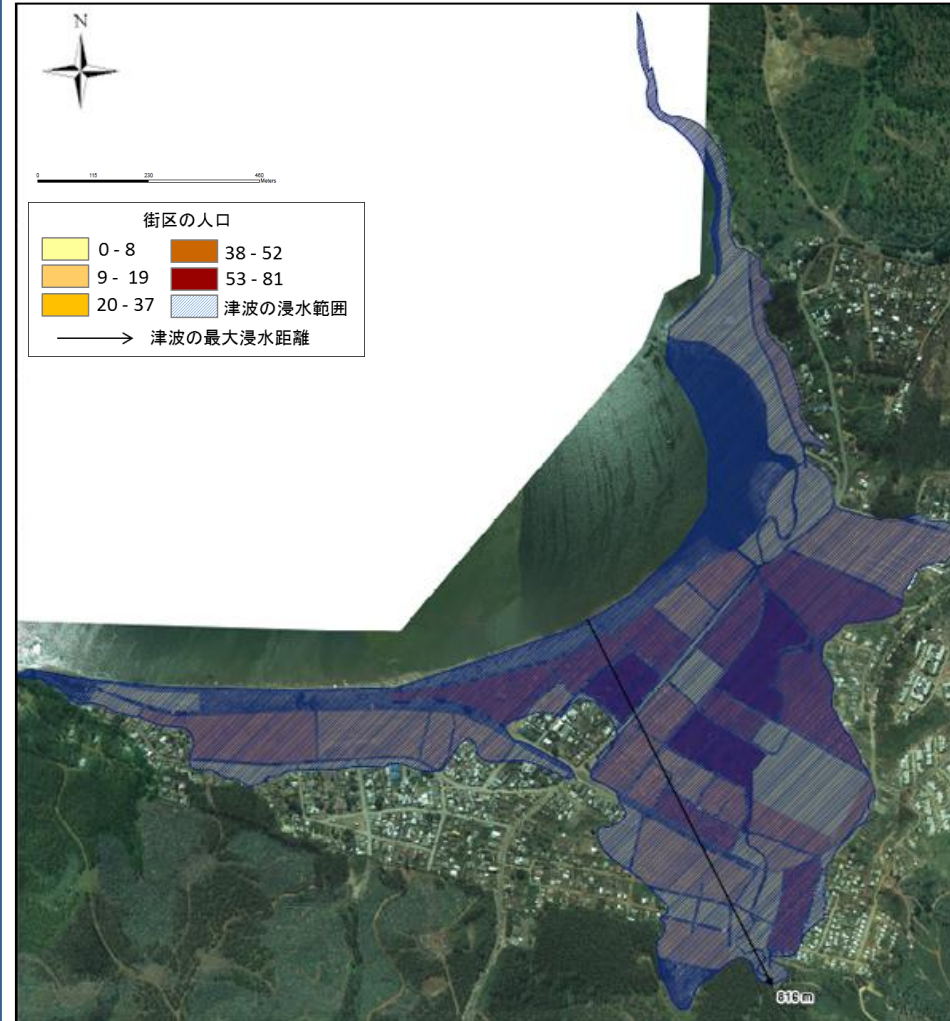 N
0 115 230 460
Meters
街区の人口
0 - 8
38 - 52
9 - 19
53 - 81
20 - 37
津波の浸水範囲
津波の最大浸水距離
816 m